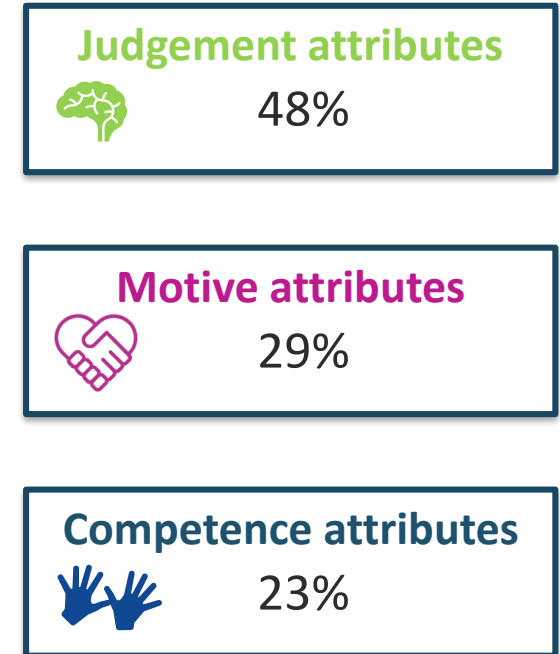 Judgement attributes
48%
Motive attributes
29%
Competence attributes
23%